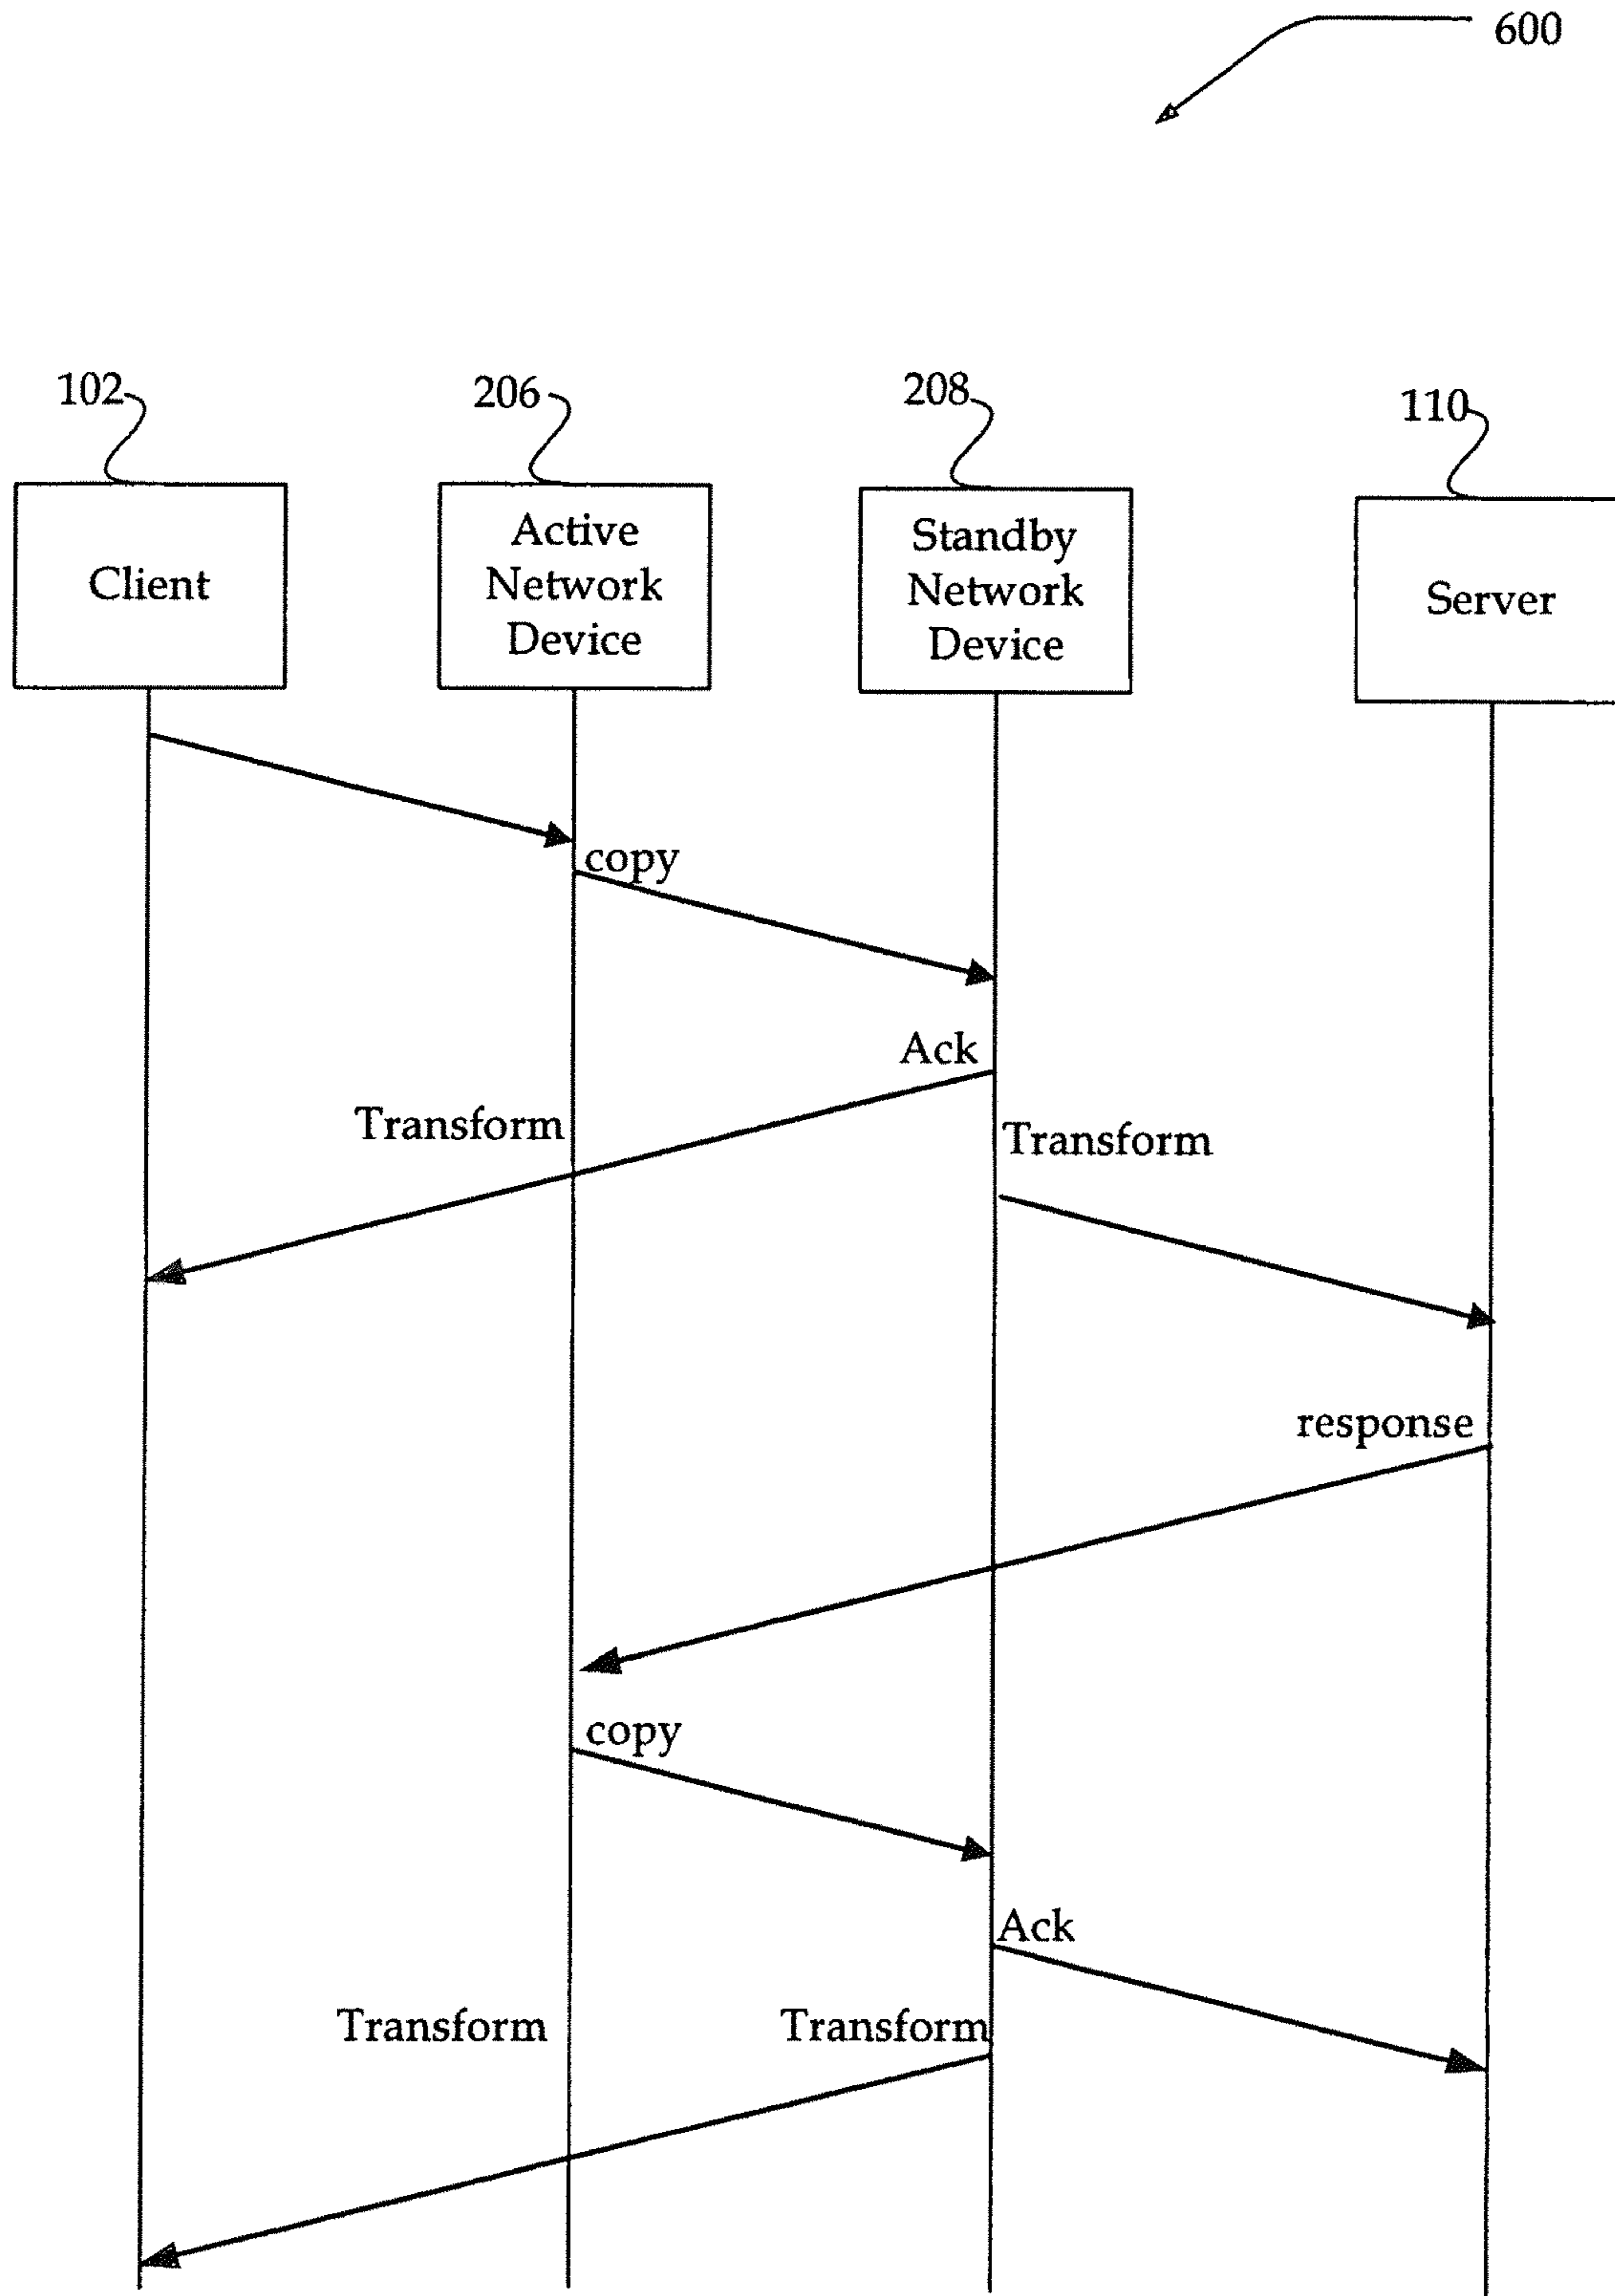 600
102
206
208
110
Client
Active
Network
Device
Standby
Network
Device
Server
copy
Ack
Transform
Transform
response
copy
Ack
Transform
Transform